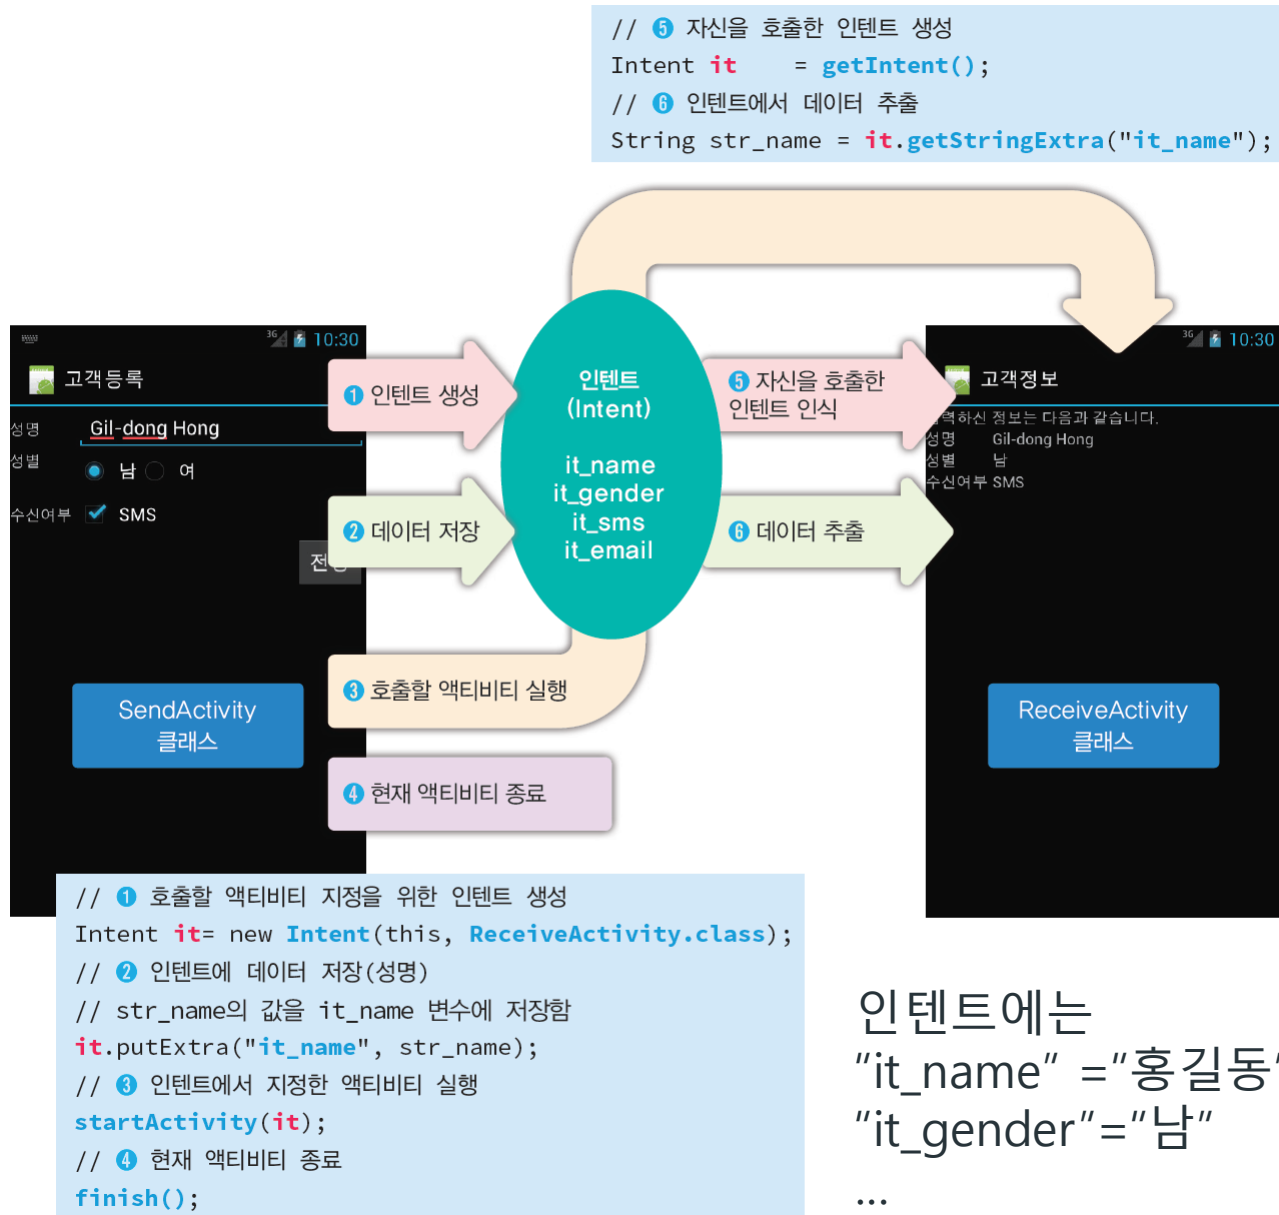 // ❺ 자신을 호출한 인텐트 생성
Intent it    = getIntent();
// ❻ 인텐트에서 데이터 추출
String str_name = it.getStringExtra("it_name");
3G 10:30
고객등록
성명 Gil-dong Hong
성별 남 여
수신여부 SMS
❶ 인텐트 생성
❷ 데이터 저장
❸ 호출할 액티비티 실행
❹ 현재 액티비티 종료
SendActivity
클래스
인텐트
(Intent)
it_name
it_gender
it_sms
it_email
❺ 자신을 호출한
인텐트 인식
❻ 데이터 추출
3G 10:30
고객정보
력하신 정보는 다음과 같습니다.
성명 Gil-dong Hong
성별 남
수신여부 SMS
ReceiveActivity
클래스
// ❶ 호출할 액티비티 지정을 위한 인텐트 생성
Intent it= new Intent(this, ReceiveActivity.class);
// ❷ 인텐트에 데이터 저장(성명)
// str_name의 값을 it_name 변수에 저장함
it.putExtra("it_name", str_name);
// ❸ 인텐트에서 지정한 액티비티 실행
startActivity(it);
// ❹ 현재 액티비티 종료
finish();
인텐트에는
"it_name" ="홍길동"
"it_gender"="남"
...